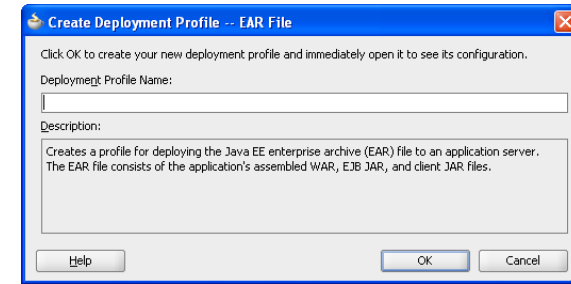 Create Deployment Profile -- EAR File
Click OK to create your new deployment profile and immediately open it to see its configuration.
Deployment Profile Name:
Description:
Creates a profile for deploying the Java EE enterprise archive (EAR) file to an application server.
The EAR file consists of the application's assembled WAR, EJB JAR, and client JAR files.
Help OK Cancel